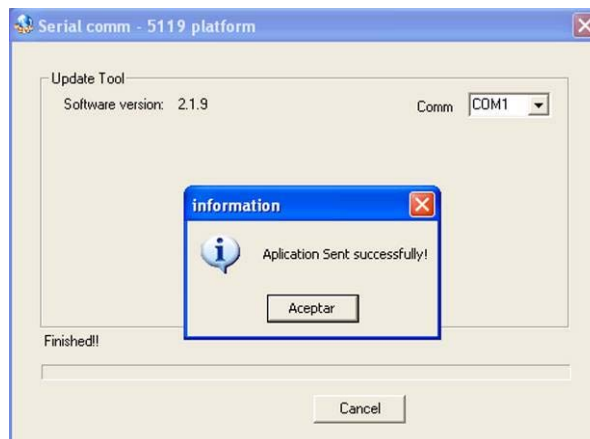 Serial comm - 5119 platform
Update Tool
Software version: 2.1.9 Comm COM1
information
Aplication Sent successfully!
Aceptar
Finished!!
Cancel